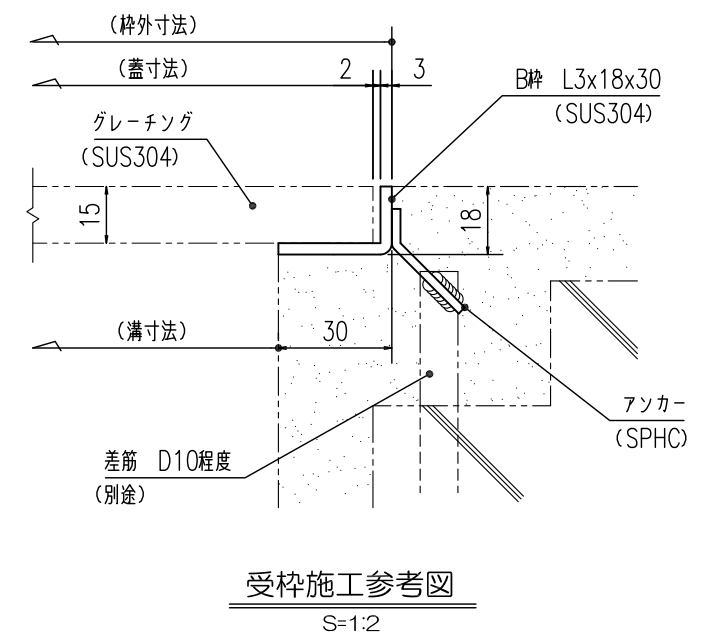 (枠外寸法)
(蓋寸法)
2
3
B枠 L3x18x30
(SUS304)
グレーチング
(SUS304)
15
18
(溝寸法)
30
アンカー
(SPHC)
差筋 D10程度
(別途)
受枠施工参考図
S=1:2